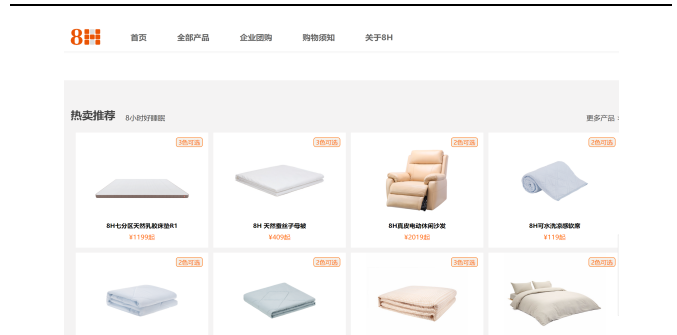 8H 首页 全部产品 企业团购 购物须知 关于8H
热卖推荐 8小时好睡眠 更多产品
3色可选 3色可选 2色可选 2色可选
8H七分区天然乳胶床垫R1 8H 天然蚕丝子母被 8H真皮电动休闲沙发 8H可水洗凉感软席
¥1199起 ¥409起 ¥2019起 ¥119起
2色可选 2色可选 3色可选 2色可选